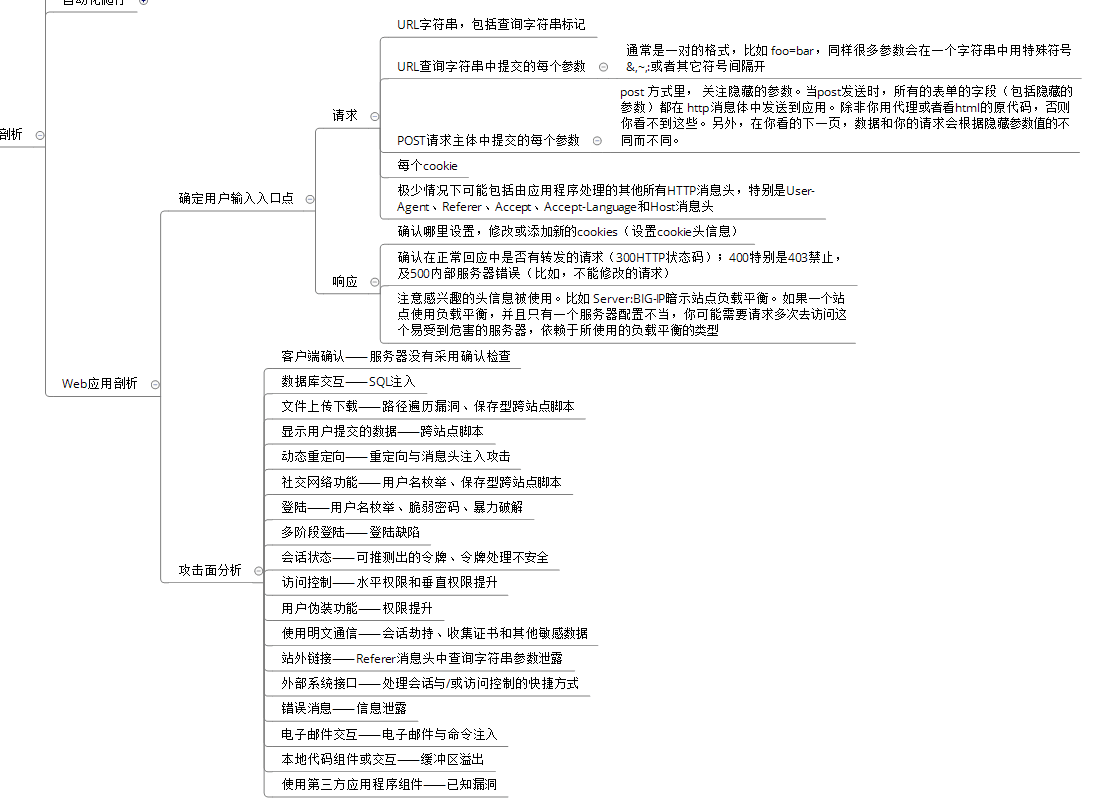 自动化爬行
URL字符串，包括查询字符串标记
URL查询字符串中提交的每个参数
通常是一对的格式，比如 foo=bar，同样很多参数会在一个字符串中用特殊符号
&,~,:或者其它符号间隔开
剖析
请求
post 方式里， 关注隐藏的参数。当post发送时，所有的表单的字段（包括隐藏的
参数）都在 http消息体中发送到应用。除非你用代理或者看html的原代码，否则
你看不到这些。另外，在你看的下一页，数据和你的请求会根据隐藏参数值的不
同而不同。
POST请求主体中提交的每个参数
每个cookie
极少情况下可能包括由应用程序处理的其他所有HTTP消息头，特别是User-
Agent、Referer、Accept、Accept-Language和Host消息头
确定用户输入入口点
响应
确认哪里设置，修改或添加新的cookies（设置cookie头信息）
确认在正常回应中是否有转发的请求（300HTTP状态码）；400特别是403禁止，
及500内部服务器错误（比如，不能修改的请求）
注意感兴趣的头信息被使用。比如 Server:BIG-IP暗示站点负载平衡。如果一个站
点使用负载平衡，并且只有一个服务器配置不当，你可能需要请求多次去访问这
个易受到危害的服务器，依赖于所使用的负载平衡的类型
Web应用剖析
攻击面分析
客户端确认——服务器没有采用确认检查
数据库交互——SQL注入
文件上传下载——路径遍历漏洞、保存型跨站点脚本
显示用户提交的数据——跨站点脚本
动态重定向——重定向与消息头注入攻击
社交网络功能——用户名枚举、保存型跨站点脚本
登陆——用户名枚举、脆弱密码、暴力破解
多阶段登陆——登陆缺陷
会话状态——可推测出的令牌、令牌处理不安全
访问控制——水平权限和垂直权限提升
用户伪装功能——权限提升
使用明文通信——会话劫持、收集证书和其他敏感数据
站外链接——Referer消息头中查询字符串参数泄露
外部系统接口——处理会话与/或访问控制的快捷方式
错误消息——信息泄露
电子邮件交互——电子邮件与命令注入
本地代码组件或交互——缓冲区溢出
使用第三方应用程序组件——已知漏洞